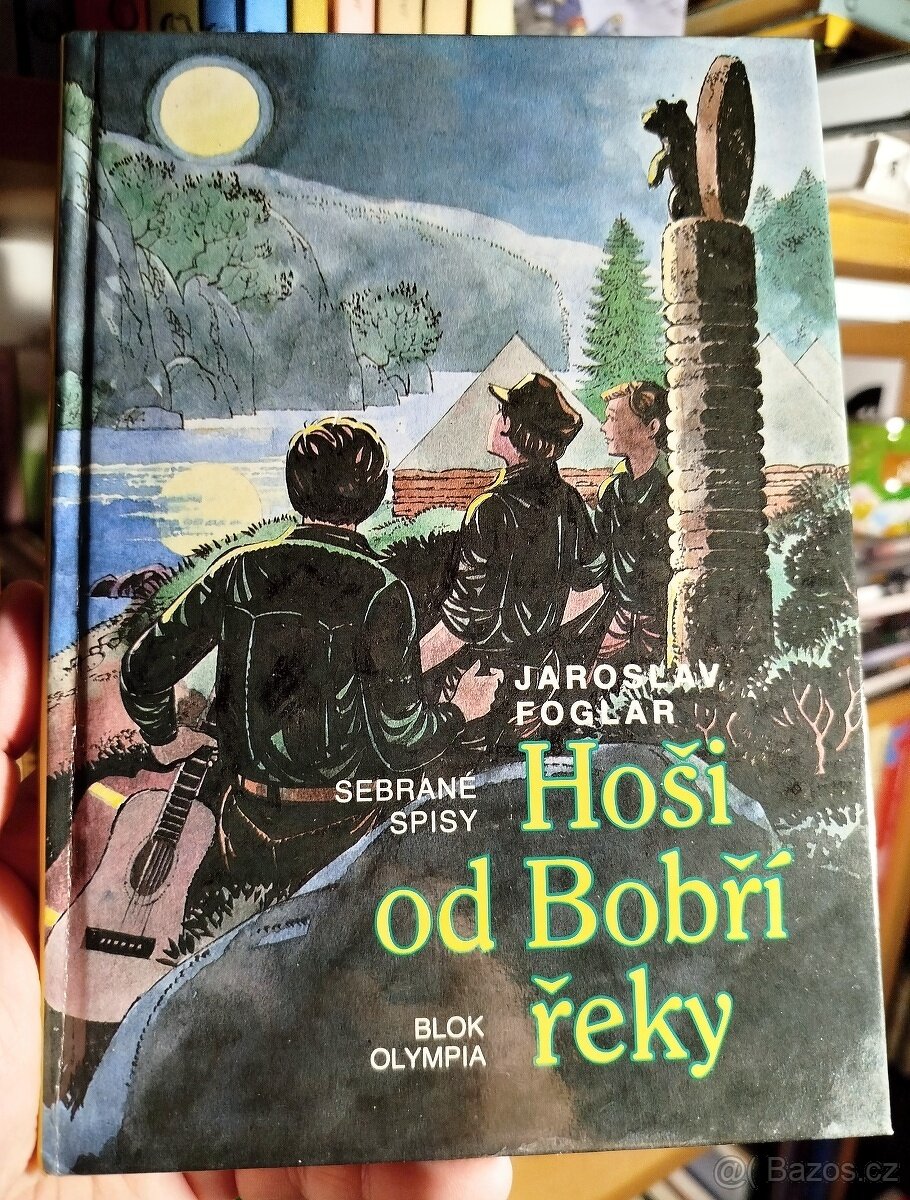 JAROSLAV
FOGLAR
SEBRANÉ
SPISY
Hoši
od Bobří
řeky
BLOK
OLYMPIA
@( Bazos.cz